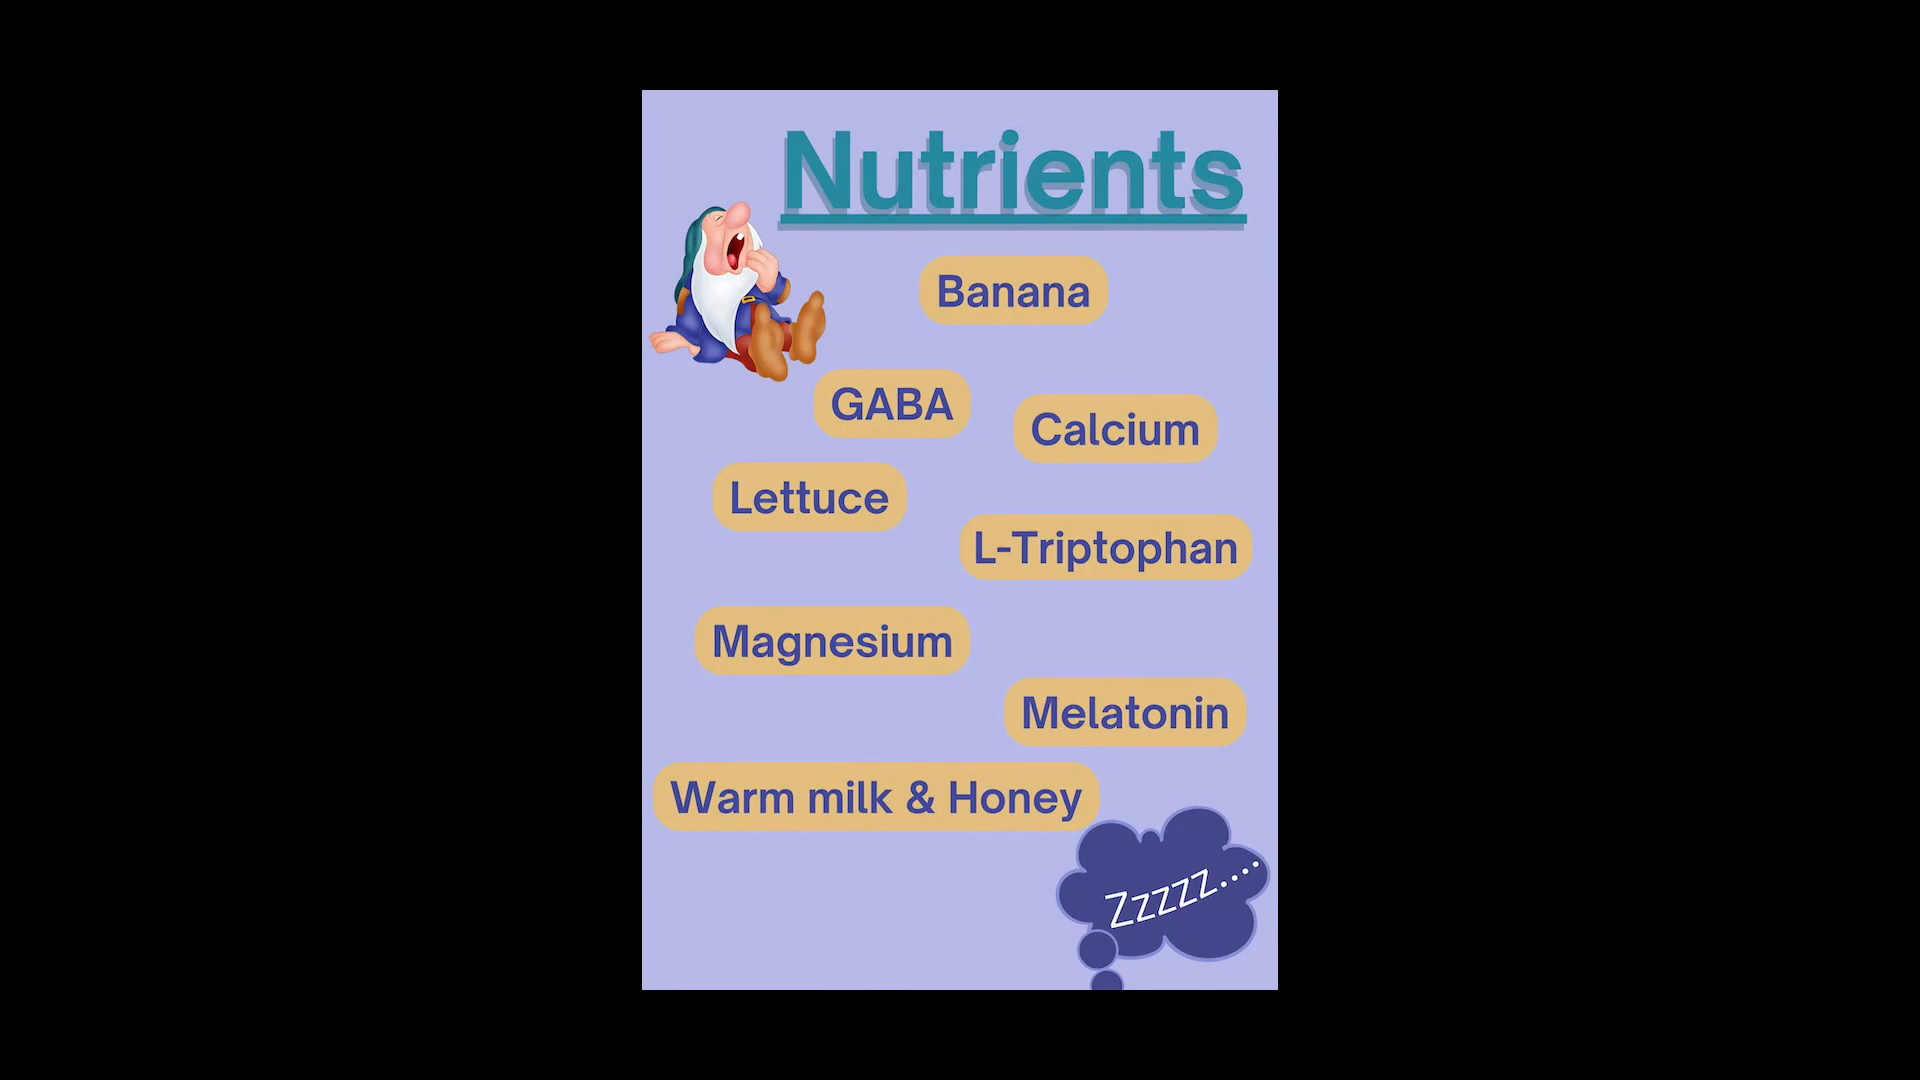 Nutrients
Banana
GABA
Calcium
Lettuce
L-Triptophan
Magnesium
Melatonin
Warm milk & Honey
Zzzzz....